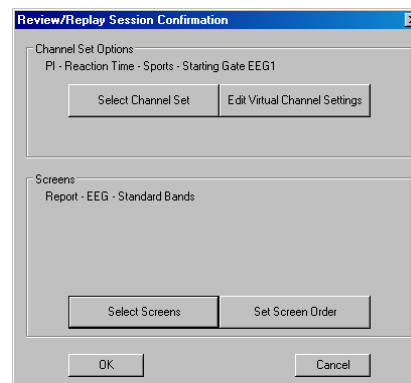 Review/Replay Session Confirmation
Channel Set Options
PI - Reaction Time - Sports - Starting Gate EEG1
Select Channel Set
Edit Virtual Channel Settings
Screens
Report - EEG - Standard Bands
Select Screens
Set Screen Order
OK
Cancel